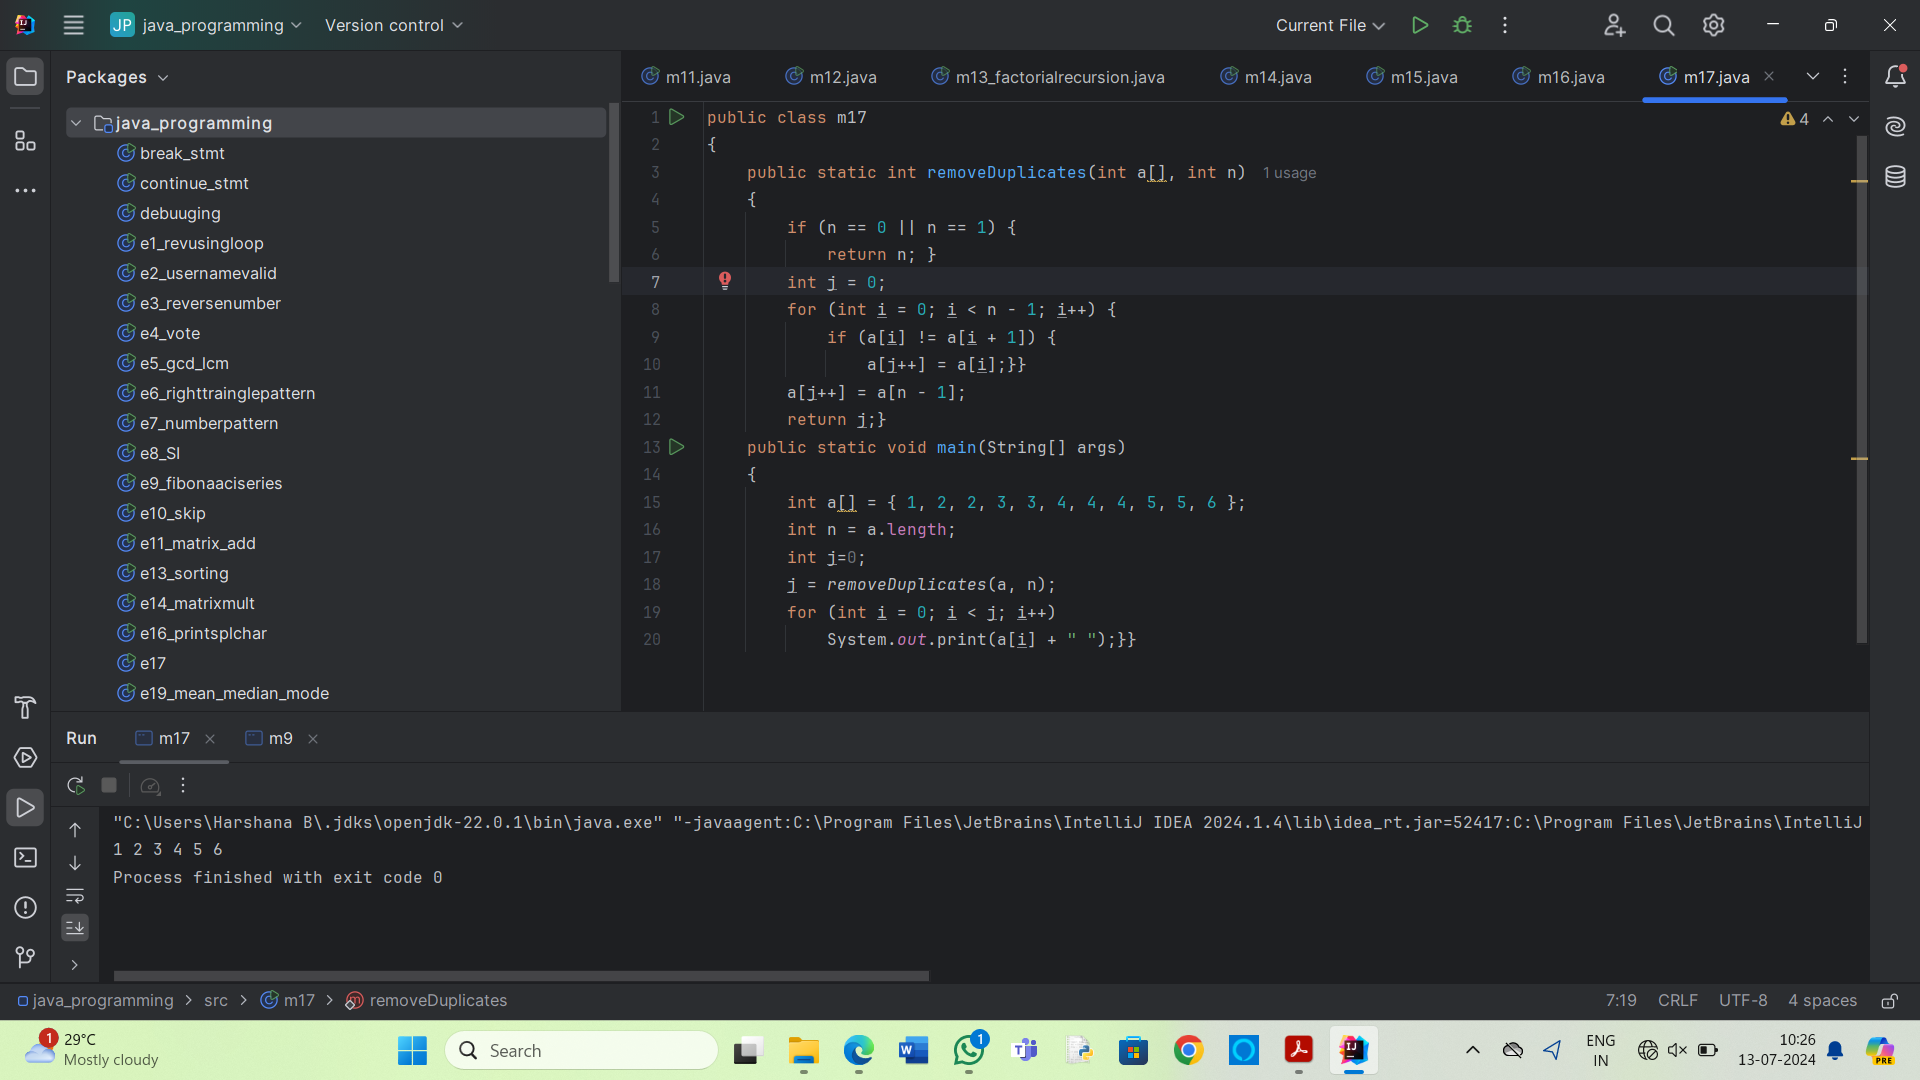 JP java_programming Version control Current File
Packages
m11.java m12.java m13_factorialrecursion.java m14.java m15.java m16.java m17.java
java_programming
break_stmt
continue_stmt
debuuging
e1_revusingloop
e2_usernamevalid
e3_reversenumber
e4_vote
e5_gcd_lcm
e6_righttrainglepattern
e7_numberpattern
e8_SI
e9_fibonaaciseries
e10_skip
e11_matrix_add
e13_sorting
e14_matrixmult
e16_printsplchar
e17
e19_mean_median_mode
4
1 public class m17
2 {
3 public static int removeDuplicates(int a[], int n) 1 usage
4 {
5 if (n == 0 || n == 1) {
6 return n; }
7 int j = 0;
8 for (int i = 0; i < n - 1; i++) {
9 if (a[i] != a[i + 1]) {
10 a[j++] = a[i];}}
11 a[j++] = a[n - 1];
12 return j;}
13 public static void main(String[] args)
14 {
15 int a[] = { 1, 2, 2, 3, 3, 4, 4, 4, 5, 5, 6 };
16 int n = a.length;
17 int j=0;
18 j = removeDuplicates(a, n);
19 for (int i = 0; i < j; i++)
20 System.out.print(a[i] + " ");}}
Run m17 m9
"C:\Users\Harshana B\.jdks\openjdk-22.0.1\bin\java.exe" "-javaagent:C:\Program Files\JetBrains\IntelliJ IDEA 2024.1.4\lib\idea_rt.jar=52417:C:\Program Files\JetBrains\IntelliJ
1 2 3 4 5 6
Process finished with exit code 0
java_programming > src > m17 > removeDuplicates 7:19 CRLF UTF-8 4 spaces
1 29°C
Mostly cloudy
Search
1
ENG
IN
10:26
13-07-2024
PRE